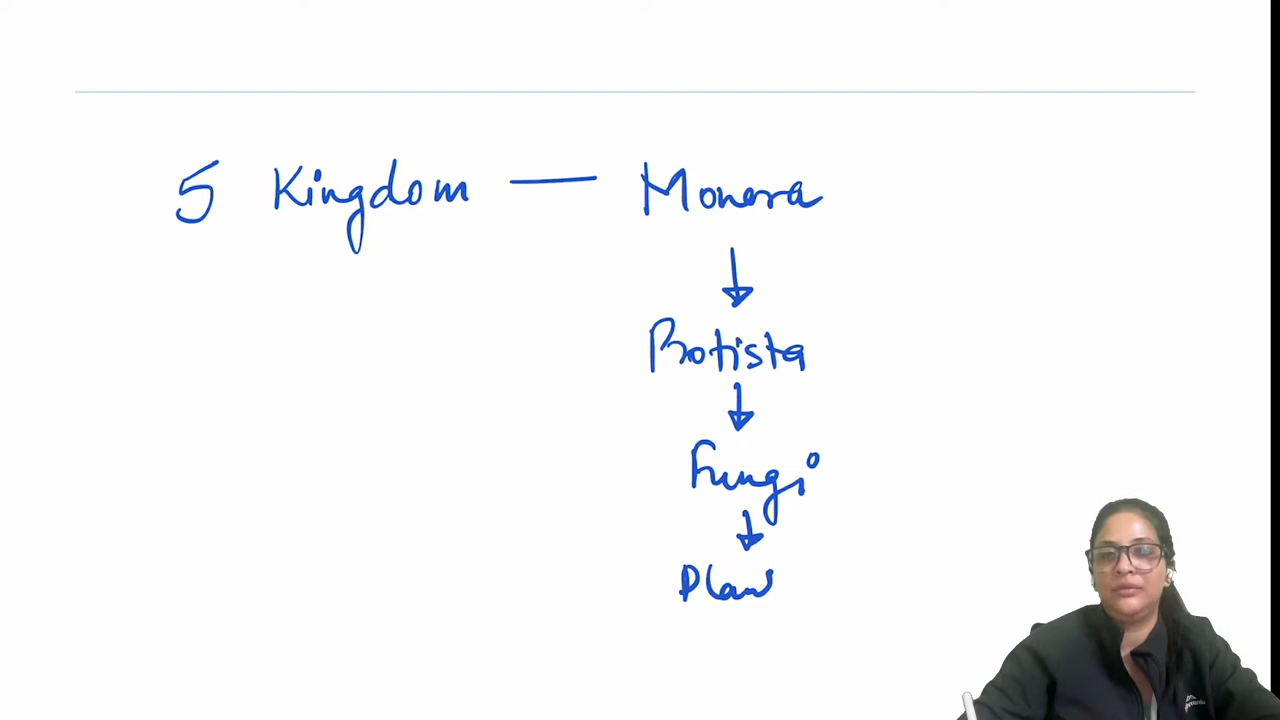 5 Kingdom — Monera
↓
Protista
↓
Fungi
↓
Plan